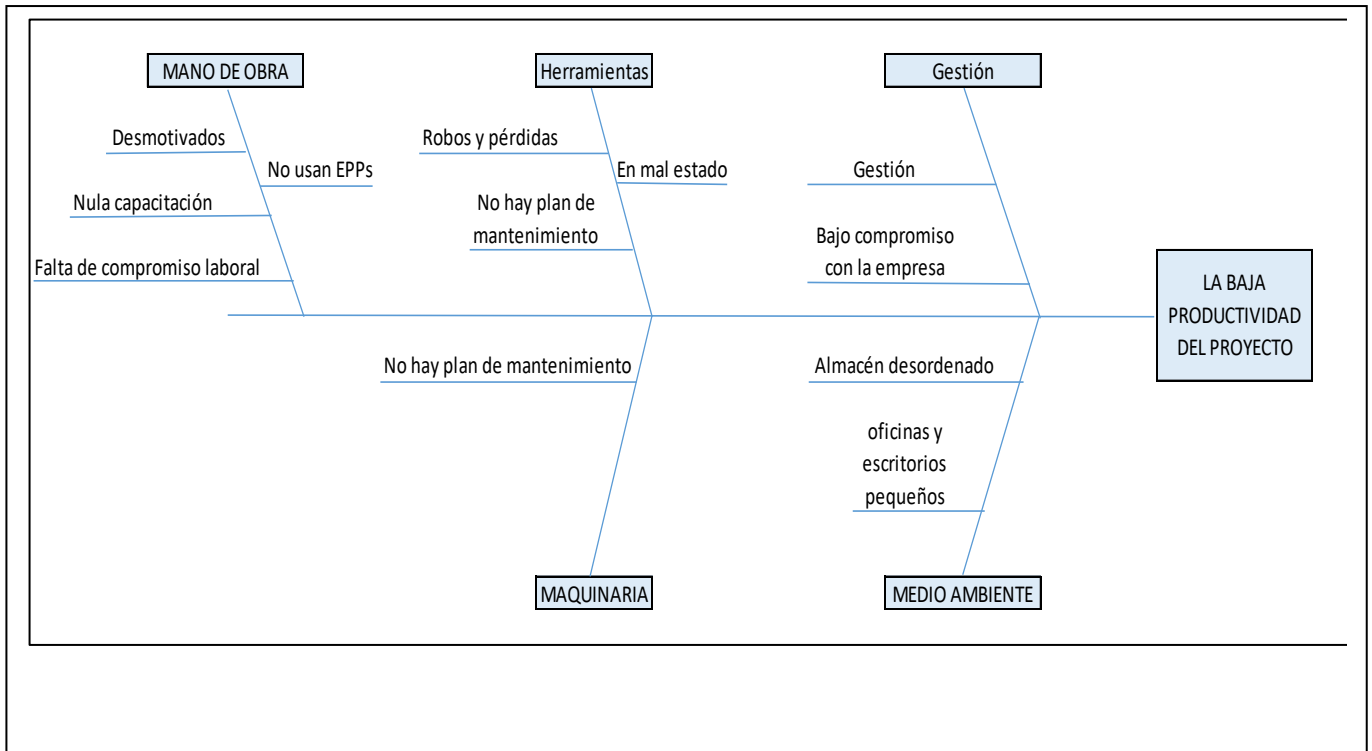 MANO DE OBRA
Herramientas
Gestión
Desmotivados
No usan EPPs
Nula capacitación
Falta de compromiso laboral
Robos y pérdidas
En mal estado
No hay plan de
mantenimiento
Gestión
Bajo compromiso
con la empresa
LA BAJA
PRODUCTIVIDAD
DEL PROYECTO
No hay plan de mantenimiento
Almacén desordenado
oficinas y
escritorios
pequeños
MAQUINARIA
MEDIO AMBIENTE